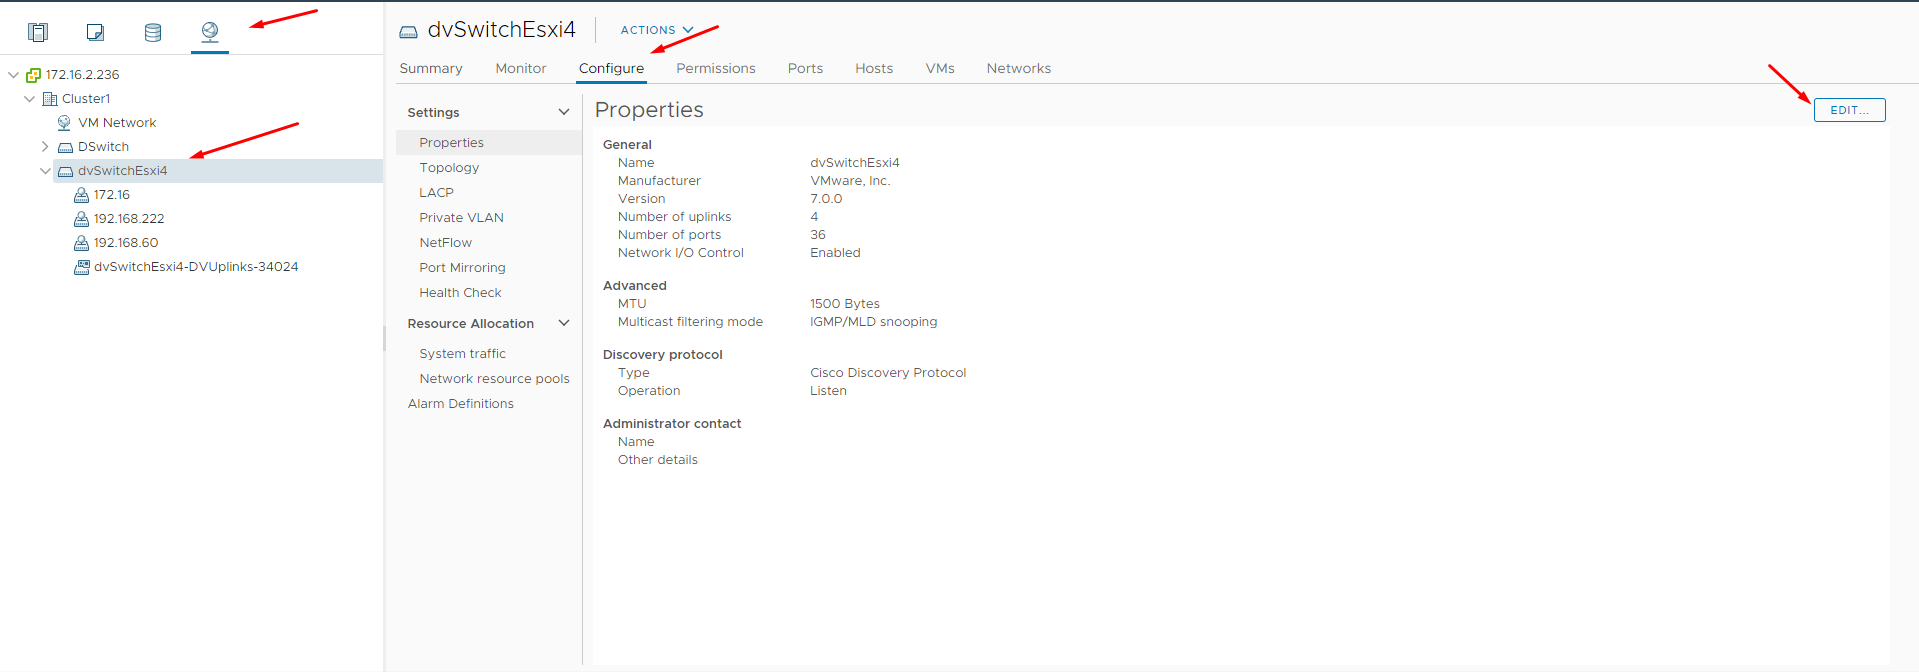 172.16.2.236
Cluster1
VM Network
DSwitch
dvSwitchEsxi4
172.16
192.168.222
192.168.60
dvSwitchEsxi4-DVUplinks-34024
dvSwitchEsxi4 ACTIONS
Summary Monitor Configure Permissions Ports Hosts VMs Networks
Settings
Properties
Topology
LACP
Private VLAN
NetFlow
Port Mirroring
Health Check
Resource Allocation
System traffic
Network resource pools
Alarm Definitions
Properties EDIT...
General
Name dvSwitchEsxi4
Manufacturer VMware, Inc.
Version 7.0.0
Number of uplinks 4
Number of ports 36
Network I/O Control Enabled
Advanced
MTU 1500 Bytes
Multicast filtering mode IGMP/MLD snooping
Discovery protocol
Type Cisco Discovery Protocol
Operation Listen
Administrator contact
Name
Other details